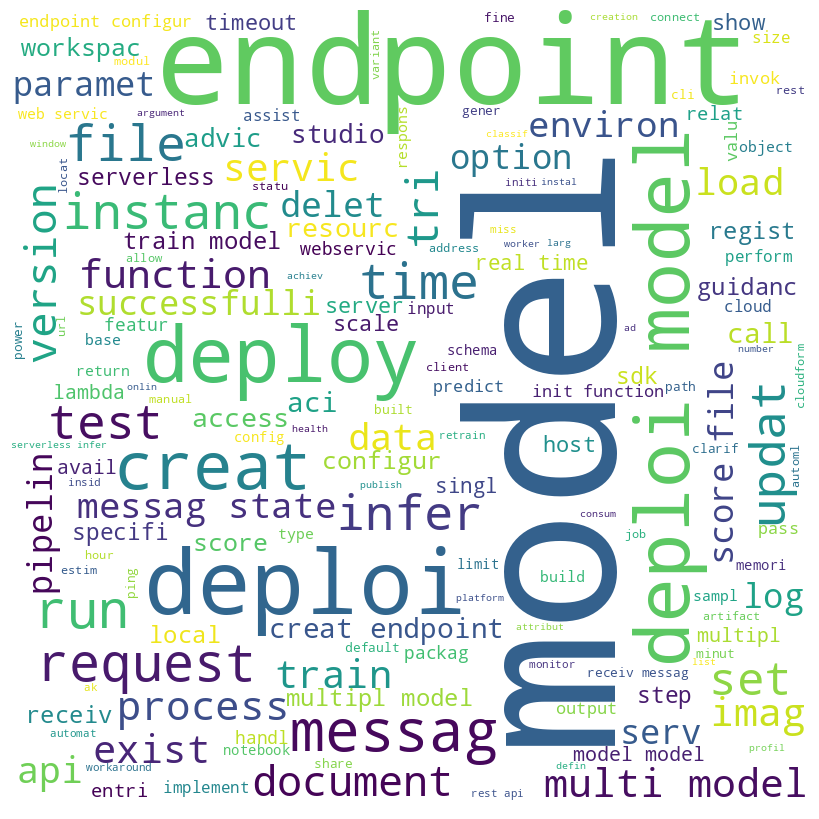 endpoint configur
timeout
endpoint
fine
creation
connect
show
workspac
modul
variant
size
paramet
invok
cli
rest
web servic
argument
assist
gener
environ
relat
window
file
advic
studio
respons
classif
valu
object
locat
serverless
servic
option
load
statu
initi
instal
version
instanc
delet
tri
model
deploi model
resourc
miss
regist
train model
webservic
address
worker
larg
allow
real time
perform
function
achiev
time
guidanc
successfulli
server
input
cloud
url
featur
scale
ad
call
power
base
deploy
schema
number
return
client
sdk
path
cloudform
onlin
predict
init function
lambda
manual
aci
updat
test
access
built
score file
config
health
data
host
serverless infer
creat
retrain
clarif
automl
avail
configur
insid
publish
singl
pipelin
messag state
infer
consum
specifi
pass
hour
score
type
job
estim
deploi
limit
build
memori
ping
platform
run
sampl
log
artifact
local
creat endpoint
attribut
multipl
default
packag
minut
request
train
monitor
receiv messag
list
ak
step
set
process
multipl model
receiv
output
imag
automat
handl
messag
serv
exist
notebook
model model
profil
api
workaround
share
defin
entri
implement
document
rest api
multi model